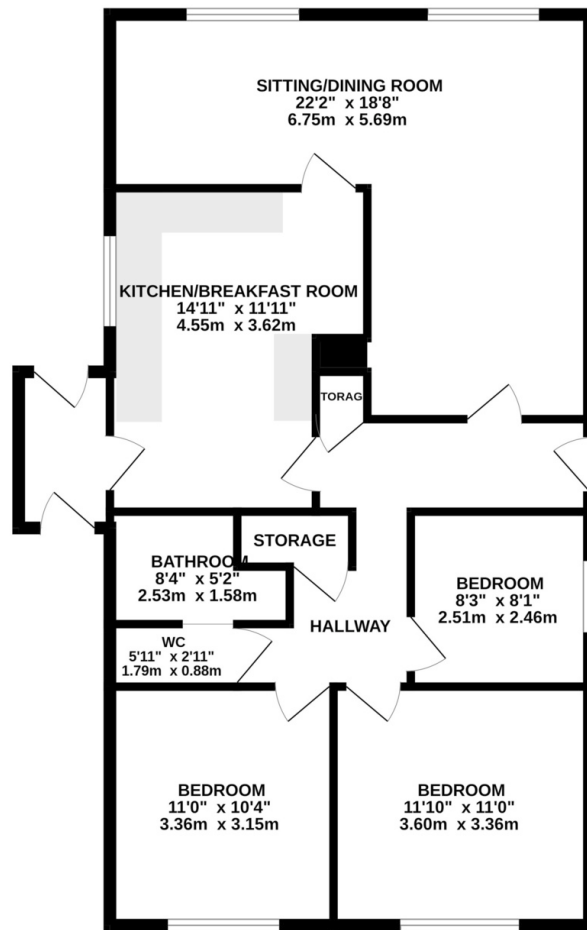 SITTING/DINING ROOM
22'2" x 18'8"
6.75m x 5.69m
KITCHEN/BREAKFAST ROOM
14'11" x 11'11"
4.55m x 3.62m
TORAG
STORAGE
BATHROOM
8'4" x 5'2"
2.53m x 1.58m
BEDROOM
8'3" x 8'1"
2.51m x 2.46m
HALLWAY
WC
5'11" x 2'11"
1.79m x 0.88m
BEDROOM
11'0" x 10'4"
3.36m x 3.15m
BEDROOM
11'10" x 11'0"
3.60m x 3.36m